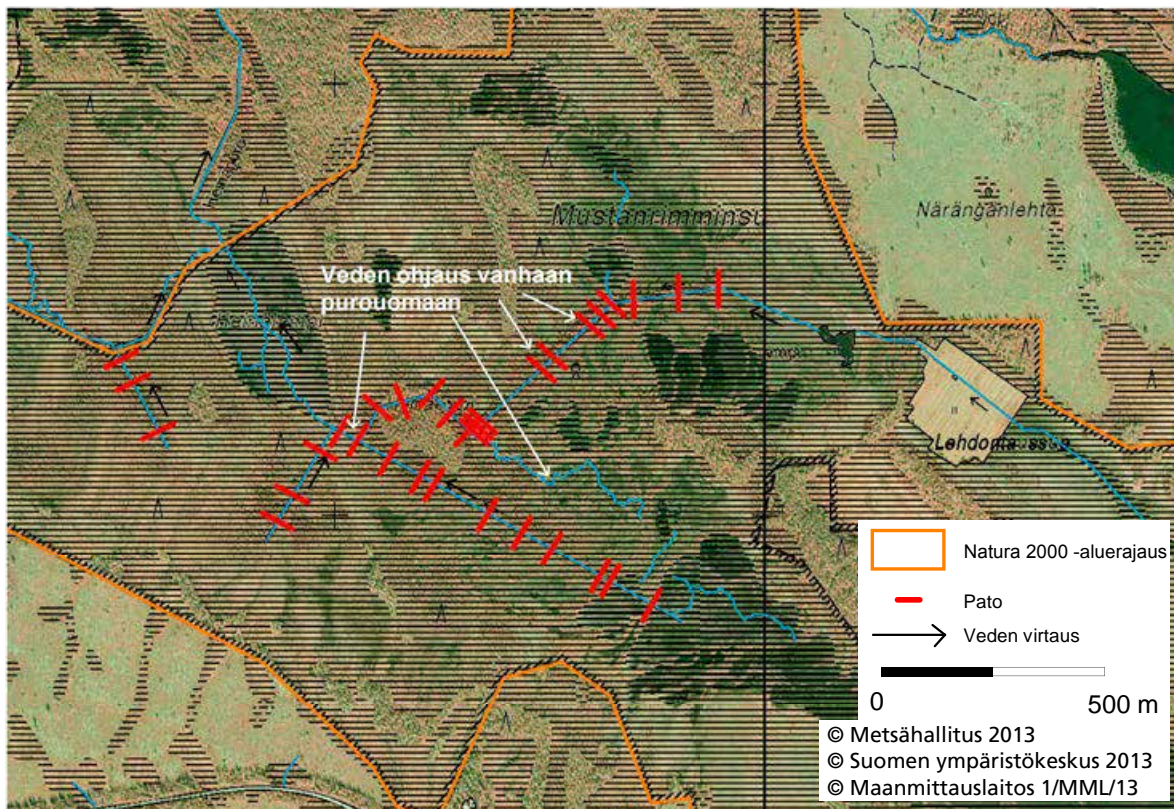 Näränganlehto
Mustanrimminsu
Veden ohjaus vanhaan
purouomaan
Natura 2000 -aluerajaus
Pato
Veden virtaus
0 500 m
© Metsähallitus 2013
© Suomen ympäristökeskus 2013
© Maanmittauslaitos 1/MML/13